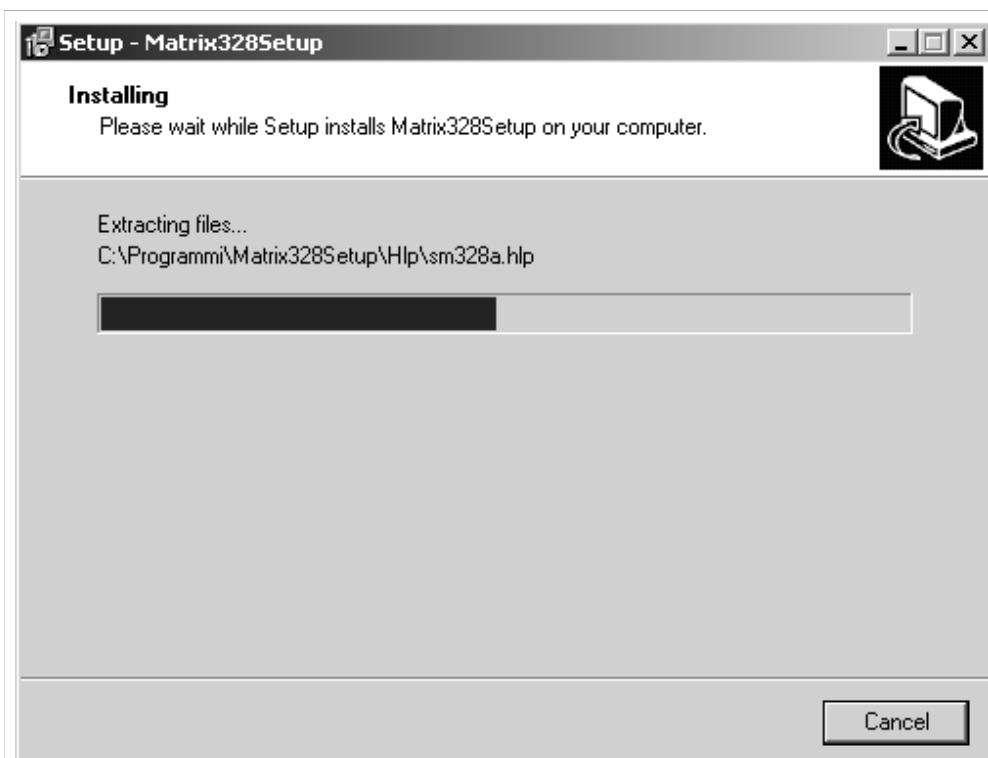 Setup - Matrix328Setup
Installing
Please wait while Setup installs Matrix328Setup on your computer.
Extracting files...
C:\Programmi\Matrix328Setup\Hlp\sm328a.hlp
Cancel